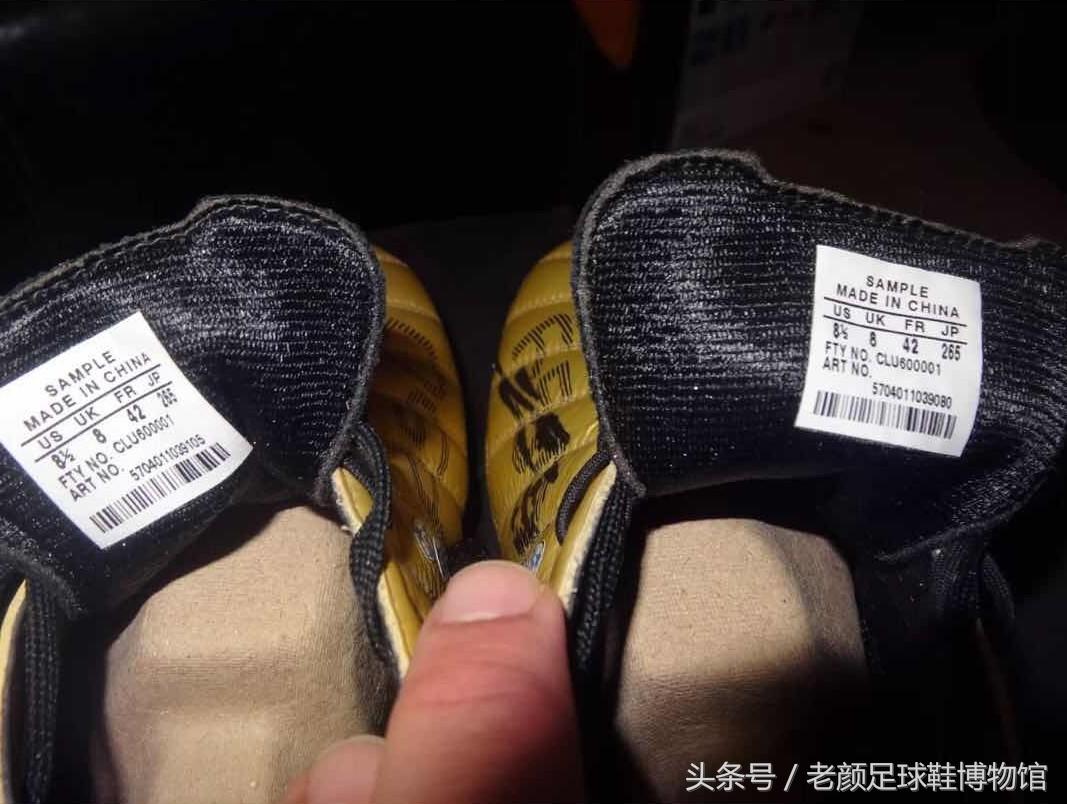 SAMPLE
MADE IN CHINA
US UK FR JP
8½ 8 42 265
FTY NO. CLU600001
ART NO.
5704011039105
SAMPLE
MADE IN CHINA
US UK FR JP
8½ 8 42 265
FTY NO. CLU600001
ART NO.
5704011039080
头条号 / 老颜足球鞋博物馆